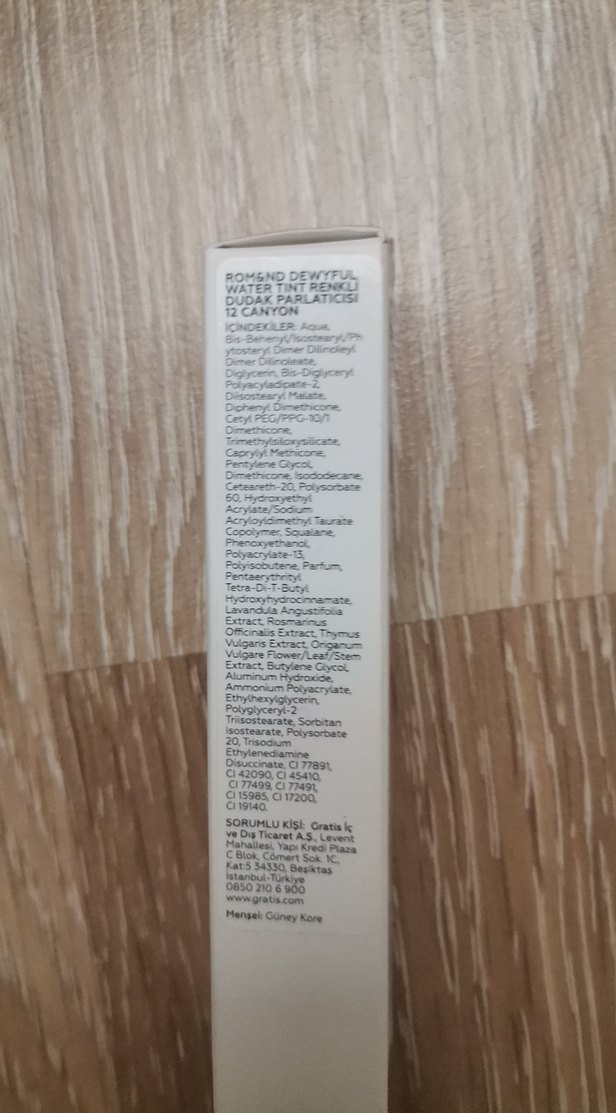 ROM&ND DEWYFUL
WATER TINT RENKLİ
DUDAK PARLATICISI
12 CANYON
İÇİNDEKİLER: Aqua,
Bis-Behenyl/Isostearyl/Ph
ytosteryl Dimer Dilinoleyl
Dimer Dilinoleate,
Diglycerin, Bis-Diglyceryl
Polyacyladipate-2,
Diisostearyl Malate,
Diphenyl Dimethicone,
Cetyl PEG/PPG-10/1
Dimethicone,
Trimethylsiloxysilicate,
Caprylyl Methicone,
Pentylene Glycol,
Dimethicone, Isododecane,
Ceteareth-20, Polysorbate
60, Hydroxyethyl
Acrylate/Sodium
Acryloyldimethyl Taurate
Copolymer, Squalane,
Phenoxyethanol,
Polyacrylate-13,
Polyisobutene, Parfum,
Pentaerythrityl
Tetra-Di-T-Butyl
Hydroxyhydrocinnamate,
Lavandula Angustifolia
Extract, Rosmarinus
Officinalis Extract, Thymus
Vulgaris Extract, Origanum
Vulgare Flower/Leaf/Stem
Extract, Butylene Glycol,
Aluminum Hydroxide,
Ammonium Polyacrylate,
Ethylhexylglycerin,
Polyglyceryl-2
Triisostearate, Sorbitan
Isostearate, Polysorbate
20, Trisodium
Ethylenediamine
Disuccinate, CI 77891,
CI 42090, CI 45410,
CI 77499, CI 77491,
CI 15985, CI 17200,
CI 19140.
SORUMLU KİŞİ: Gratis İç
ve Dış Ticaret A.Ş., Levent
Mahallesi, Yapı Kredi Plaza
C Blok, Cömert Sok. 1C,
Kat:5 34330, Beşiktaş
İstanbul-Türkiye
0850 210 6 900
www.gratis.com
Menşei: Güney Kore